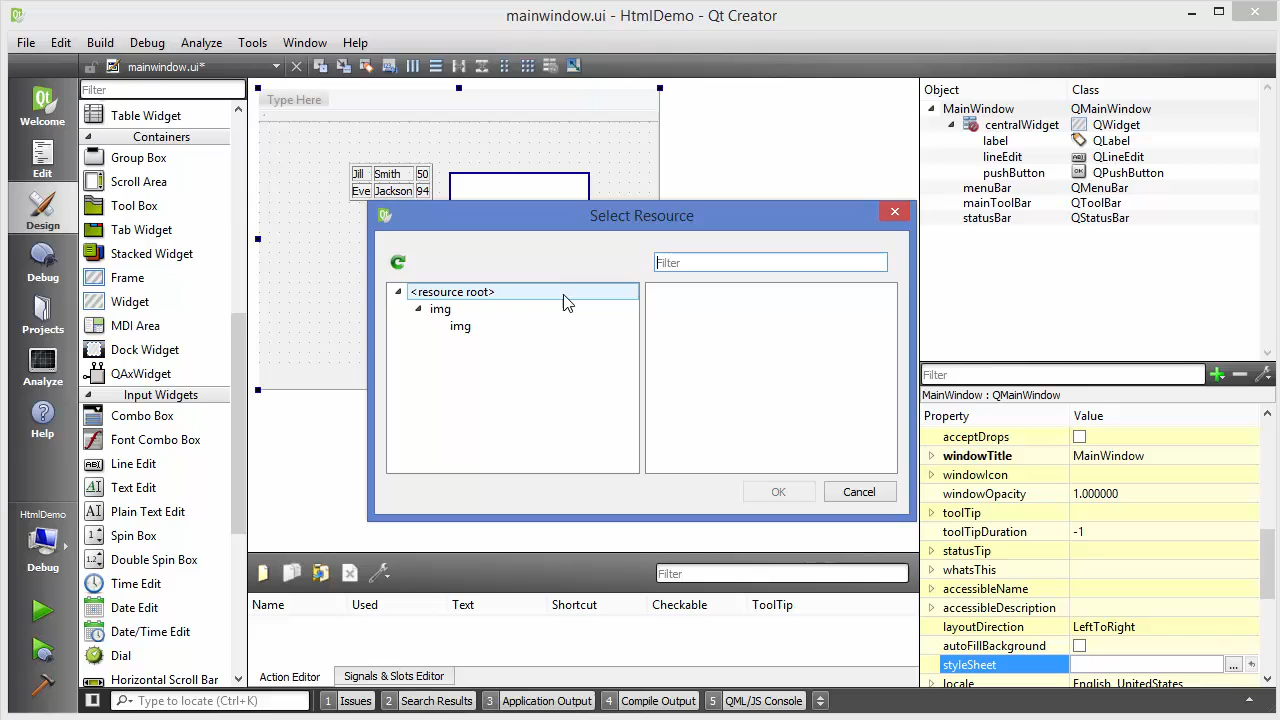 mainwindow.ui - HtmlDemo - Qt Creator
File Edit Build Debug Tools Analyze Tools Window Help
mainwindow.ui*
Filter
Type Here
Table Widget
Containers
Group Box
Scroll Area
Tool Box
Tab Widget
Stacked Widget
Frame
Widget
MDI Area
Dock Widget
QAxWidget
Input Widgets
Combo Box
Font Combo Box
Line Edit
Text Edit
Plain Text Edit
Spin Box
Double Spin Box
Time Edit
Date Edit
Date/Time Edit
Dial
Horizontal Scroll Bar
Qt
Welcome
Edit
Design
Debug
Projects
Analyze
Help
HtmlDemo
Debug
Jill Smith 50
Eve Jackson 94
Select Resource
Filter
<resource root>
img
img
OK Cancel
Filter
Name Used Text Shortcut Checkable ToolTip
Action Editor Signals & Slots Editor
Object Class
MainWindow QMainWindow
centralWidget QWidget
label QLabel
lineEdit QLineEdit
pushButton QPushButton
menuBar QMenuBar
mainToolBar QToolBar
statusBar QStatusBar
Filter
MainWindow : QMainWindow
Property Value
acceptDrops
windowTitle MainWindow
windowIcon
windowOpacity 1.000000
toolTip
toolTipDuration -1
statusTip
whatsThis
accessibleName
accessibleDescription
layoutDirection LeftToRight
autoFillBackground
styleSheet ...
locale English, UnitedStates
Type to locate (Ctrl+K)
1 Issues 2 Search Results 3 Application Output 4 Compile Output 5 QML/JS Console